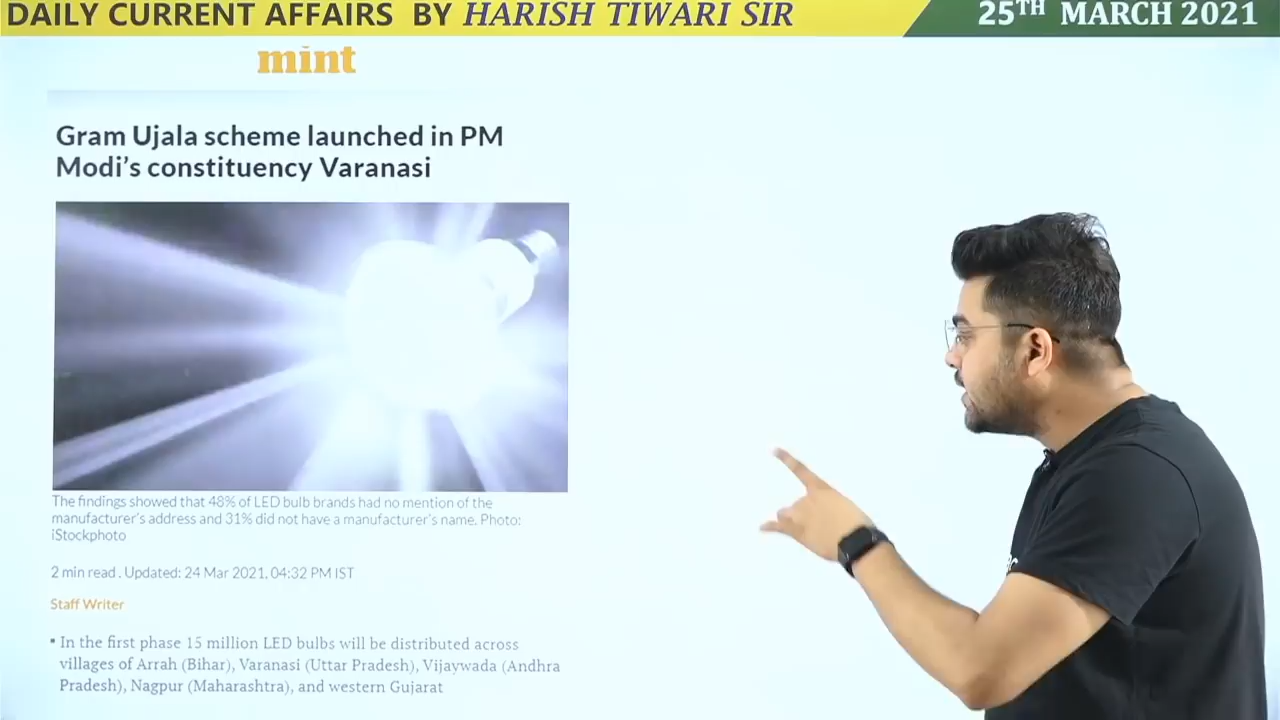 DAILY CURRENT AFFAIRS BY HARISH TIWARI SIR
25TH MARCH 2021
mint
Gram Ujala scheme launched in PM
Modi's constituency Varanasi
The findings showed that 48% of LED bulb brands had no mention of the
manufacturer's address and 31% did not have a manufacturer's name. Photo:
iStockphoto
2 min read . Updated: 24 Mar 2021, 04:32 PM IST
Staff Writer
▪ In the first phase 15 million LED bulbs will be distributed across
villages of Arrah (Bihar), Varanasi (Uttar Pradesh), Vijaywada (Andhra
Pradesh), Nagpur (Maharashtra), and western Gujarat